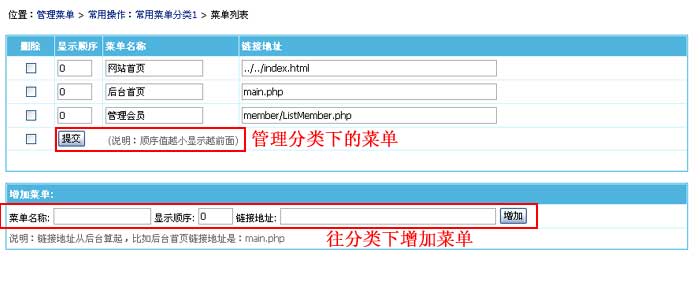 位置：管理菜单 > 常用操作：常用菜单分类1 > 菜单列表
删除 显示顺序 菜单名称 链接地址
0 网站首页 ../../index.html
0 后台首页 main.php
0 管理会员 member/ListMember.php
提交 (说明：顺序值越小显示越前面) 管理分类下的菜单
增加菜单:
菜单名称: 显示顺序: 0 链接地址: 增加
说明：链接地址从后台算起，比如后台首页链接地址是：main.php
往分类下增加菜单